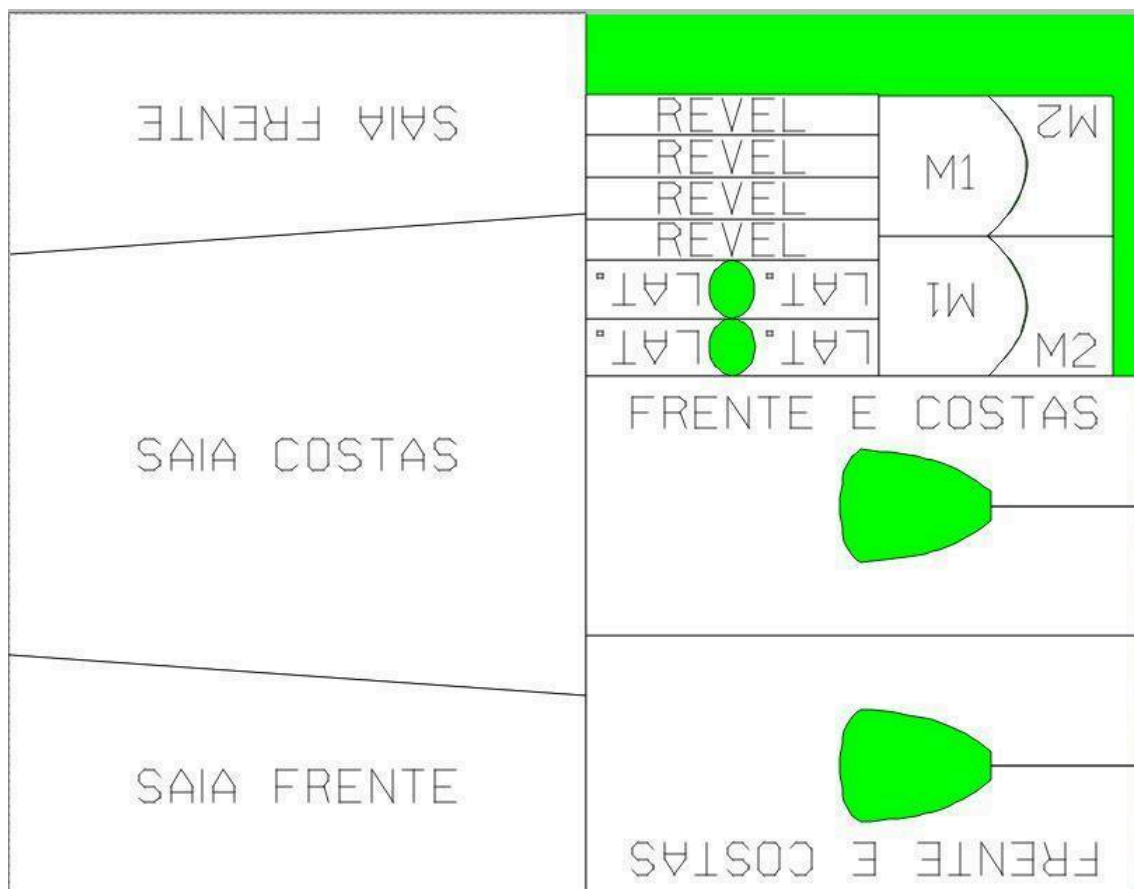 SAIA FRENTE
REVEL
REVEL
REVEL
REVEL
M1
M2
LAT. LAT.
LAT. LAT.
M1
M2
FRENTE E COSTAS
SAIA COSTAS
SAIA FRENTE
FRENTE E COSTAS